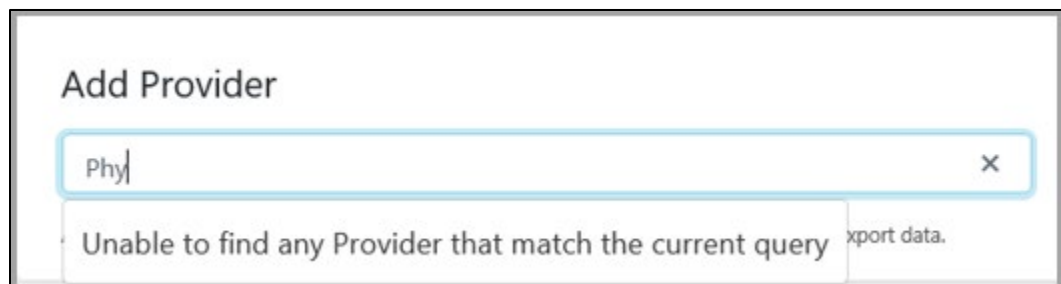 Add Provider
Phy
Unable to find any Provider that match the current query
xport data.